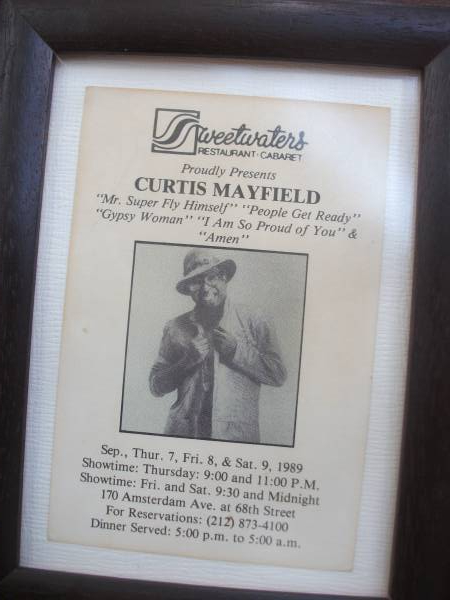 Sweetwaters
RESTAURANT · CABARET
Proudly Presents
CURTIS MAYFIELD
"Mr. Super Fly Himself" "People Get Ready"
"Gypsy Woman" "I Am So Proud of You" &
"Amen"
Sep., Thur. 7, Fri. 8, & Sat. 9, 1989
Showtime: Thursday: 9:00 and 11:00 P.M.
Showtime: Fri. and Sat. 9:30 and Midnight
170 Amsterdam Ave. at 68th Street
For Reservations: (212) 873-4100
Dinner Served: 5:00 p.m. to 5:00 a.m.